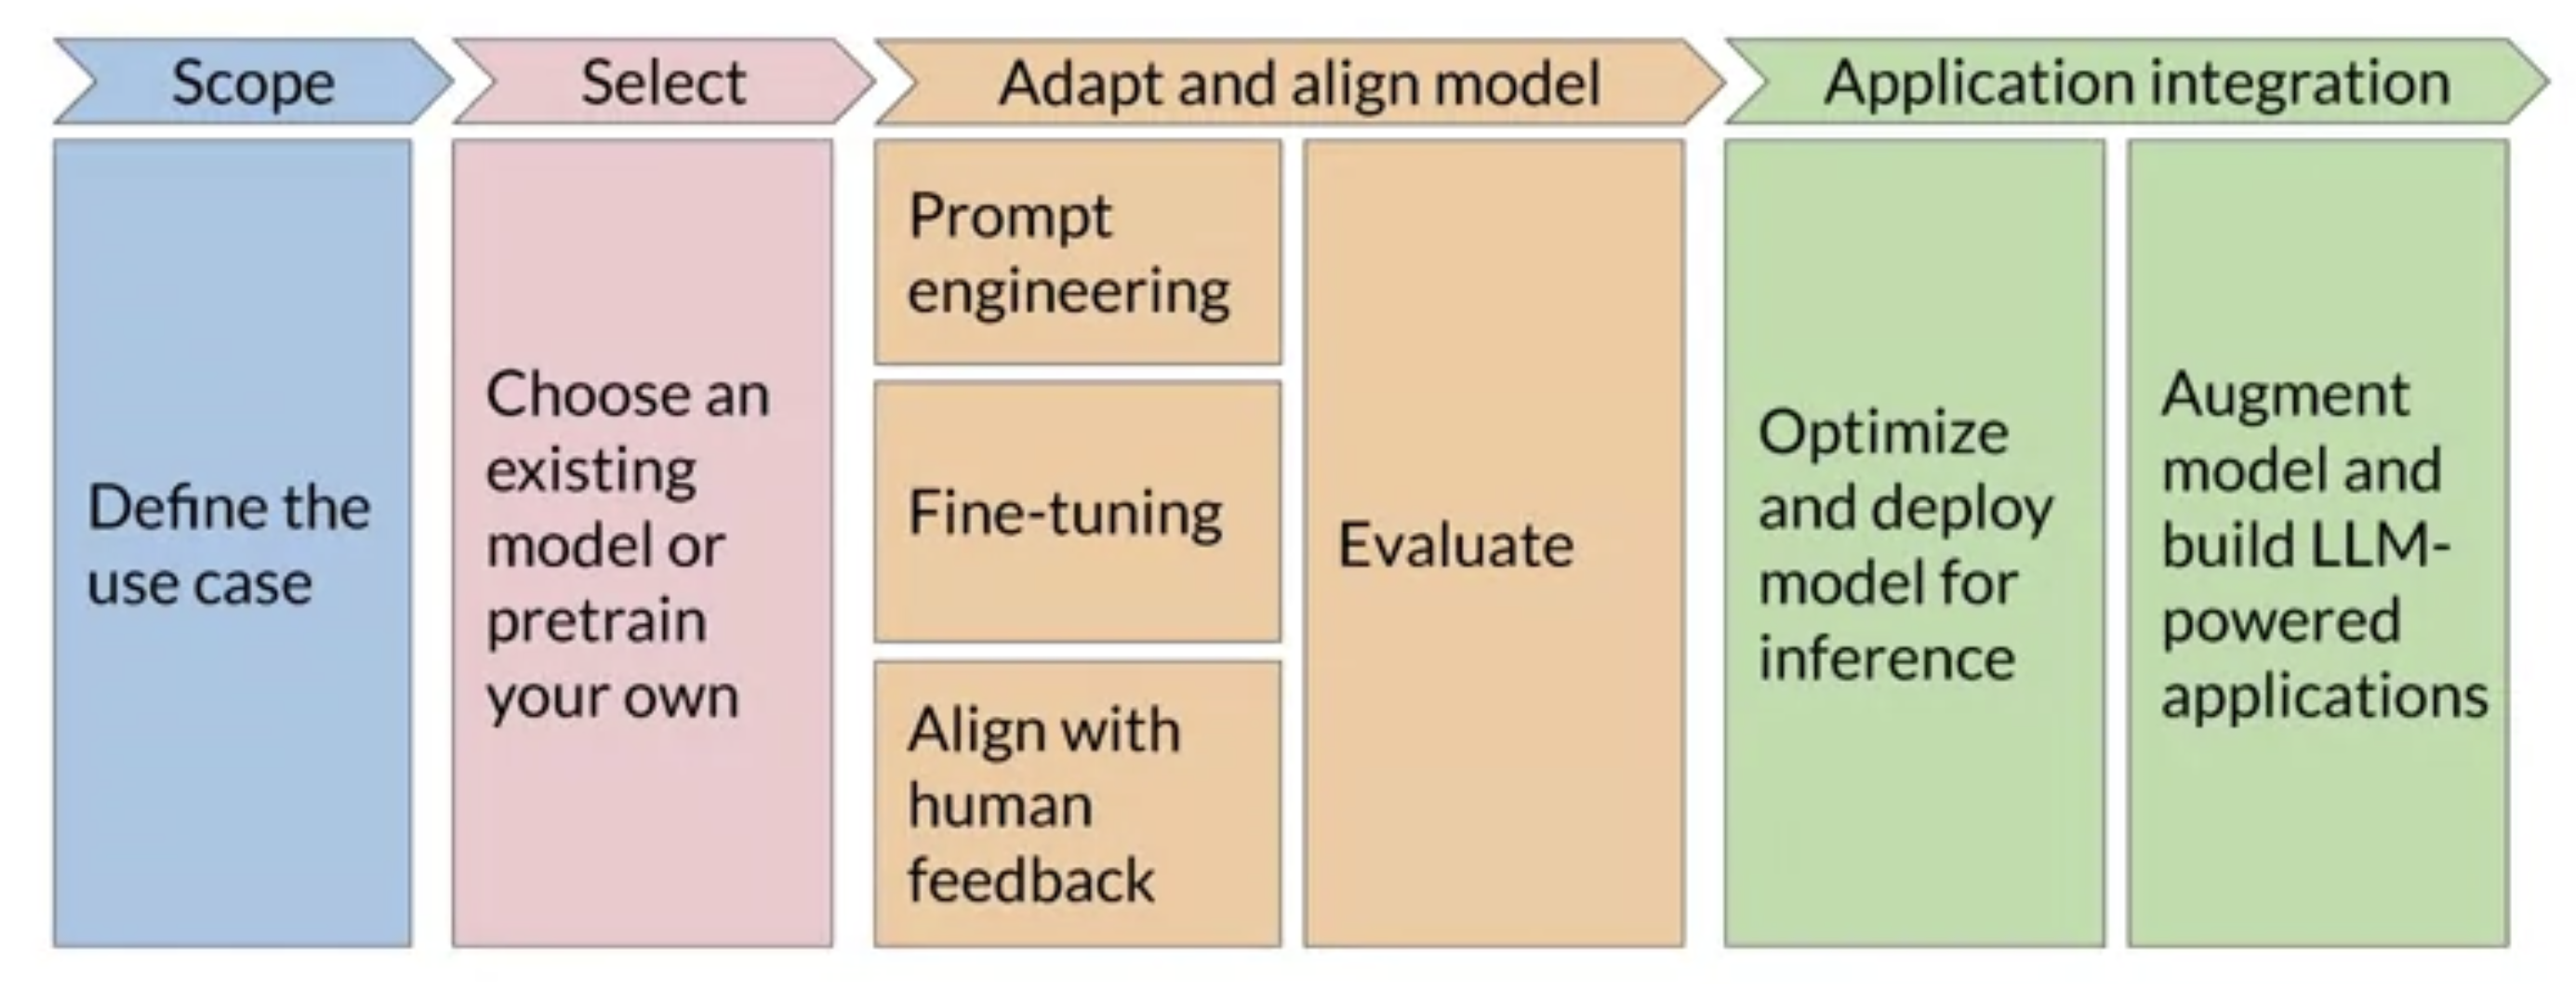 Scope
Select
Adapt and align model
Application integration
Define the
use case
Choose an
existing
model or
pretrain
your own
Prompt
engineering
Fine-tuning
Align with
human
feedback
Evaluate
Optimize
and deploy
model for
inference
Augment
model and
build LLM-
powered
applications